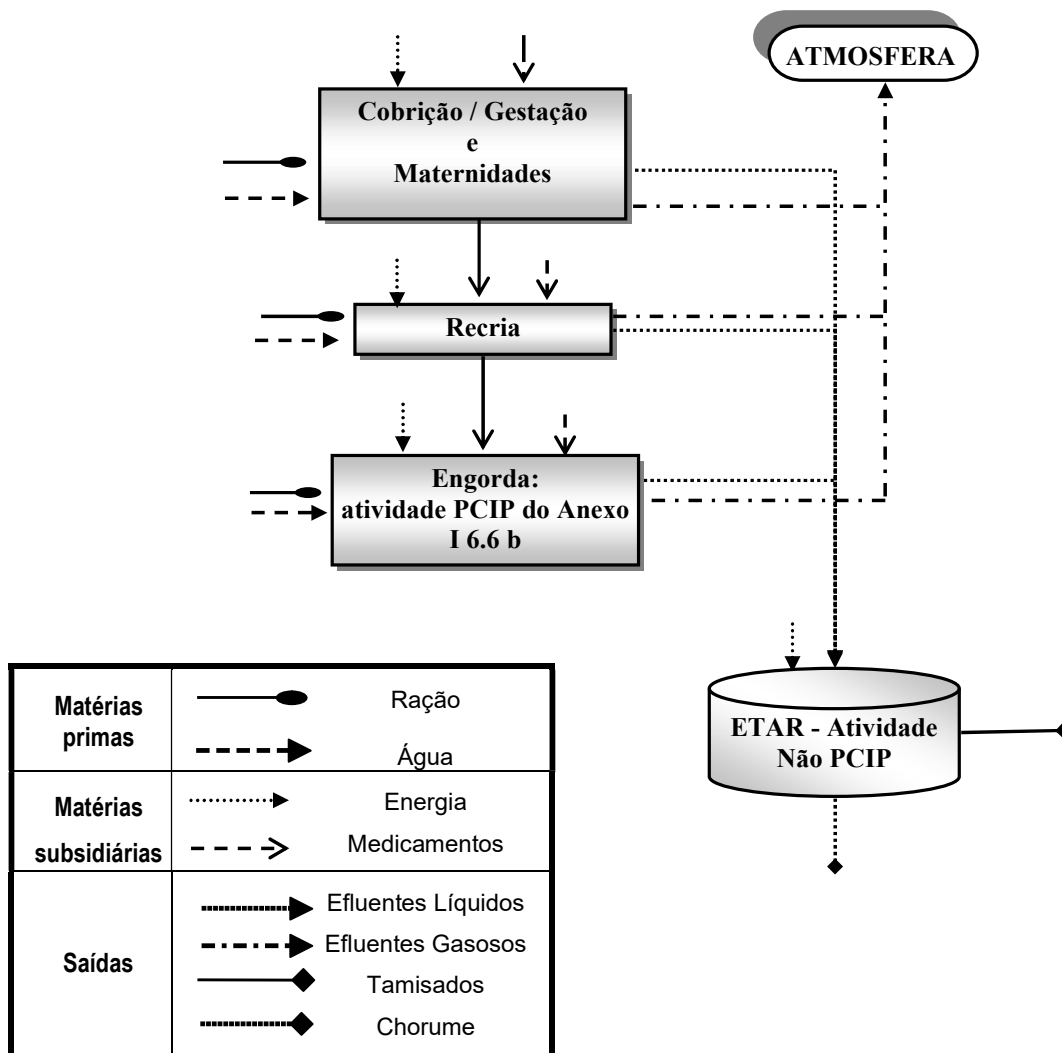 ATMOSFERA
Cobrição / Gestação
e
Maternidades
Recria
Engorda:
atividade PCIP do Anexo
I 6.6 b
ETAR - Atividade
Não PCIP
Matérias
primas
Ração
Água
Matérias
subsidiárias
Energia
Medicamentos
Saídas
Efluentes Líquidos
Efluentes Gasosos
Tamisados
Chorume